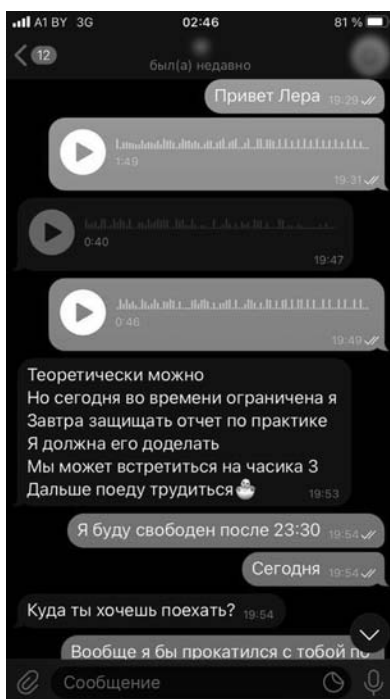 A1 BY 3G 02:46 81 %
12
был(а) недавно
Привет Лера 19:29
1:49
19:31
0:40
19:47
0:46
19:49
Теоретически можно
Но сегодня во времени ограничена я
Завтра защищать отчет по практике
Я должна его доделать
Мы может встретиться на часика 3
Дальше поеду трудиться 19:53
Я буду свободен после 23:30 19:54
Сегодня 19:54
Куда ты хочешь поехать? 19:54
Вообще я бы прокатился с тобой по
Сообщение